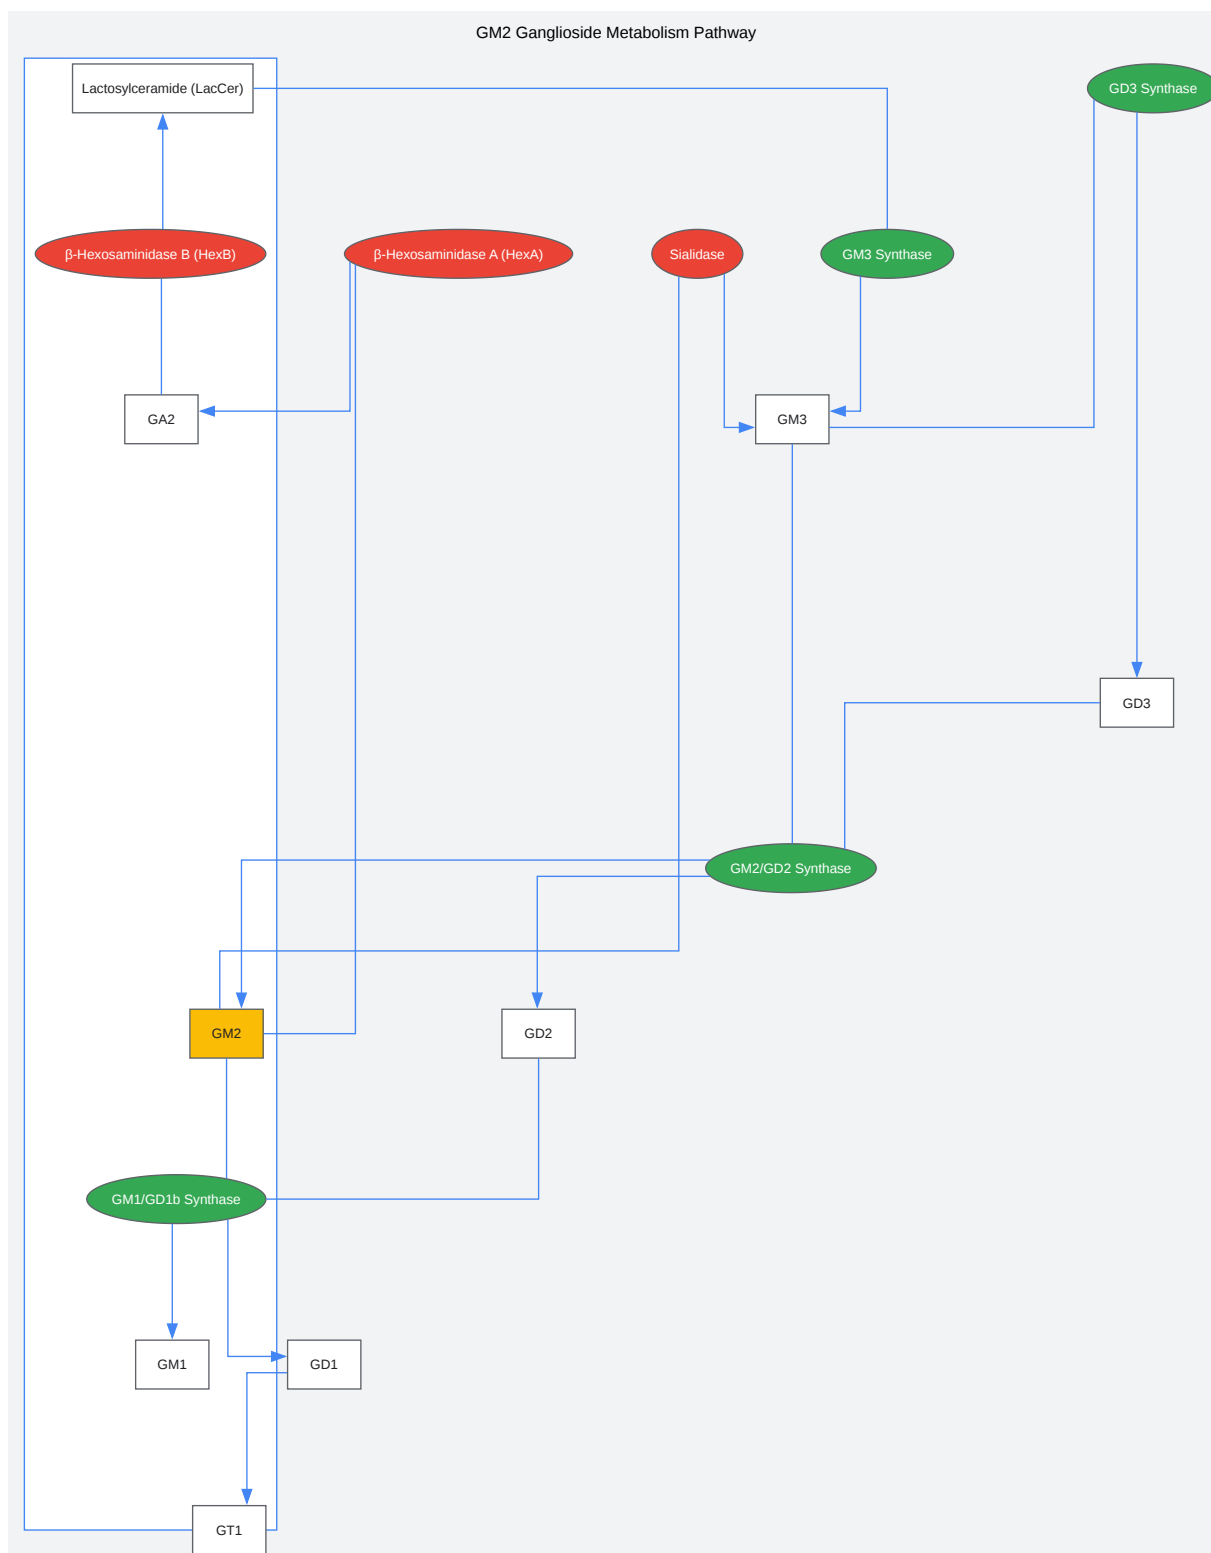 GM2 Ganglioside Metabolism Pathway
Lactosylceramide (LacCer)
GD3 Synthase
β-Hexosaminidase B (HexB)
β-Hexosaminidase A (HexA)
Sialidase
GM3 Synthase
GA2
GM3
GD3
GM2/GD2 Synthase
GM2
GD2
GM1/GD1b Synthase
GM1
GD1
GT1